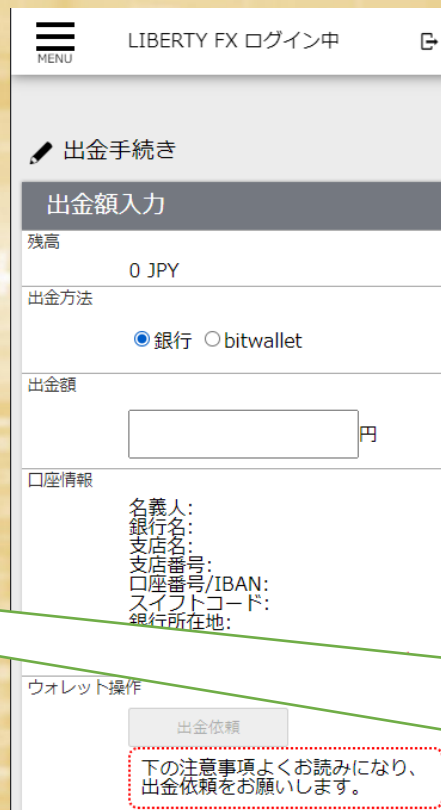 MENU
LIBERTY FX ログイン中
出金手続き
出金額入力
残高
0 JPY
出金方法
銀行 bitwallet
出金額
円
口座情報
名義人:
銀行名:
支店名:
支店番号:
口座番号/IBAN:
スイフトコード:
銀行所在地:
ウォレット操作
出金依頼
下の注意事項よくお読みになり、
出金依頼をお願いします。